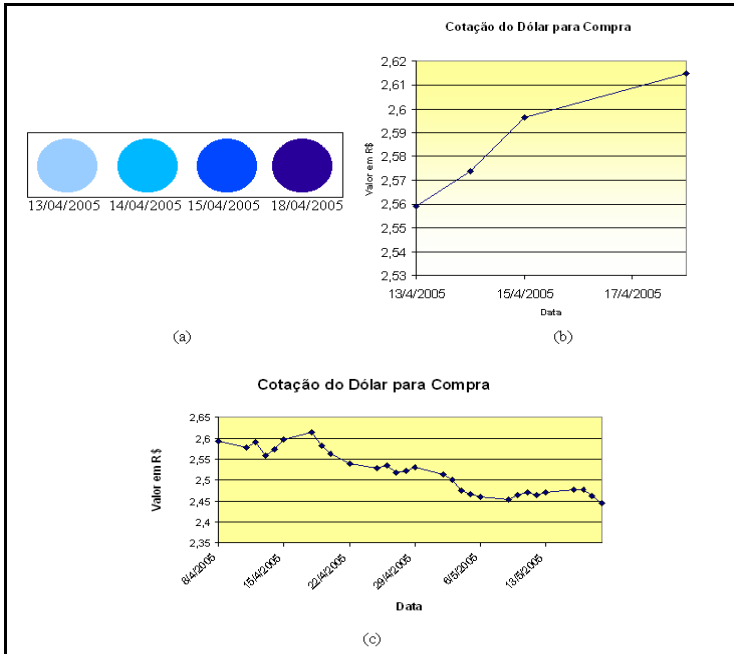 Cotação do Dólar para Compra
2,62
2,61
2,6
2,59
2,58
2,57
2,56
2,55
2,54
2,53
Valor em R$
13/4/2005 15/4/2005 17/4/2005
Data
13/04/2005 14/04/2005 15/04/2005 18/04/2005
(a) (b)
Cotação do Dólar para Compra
2,65
2,6
2,55
2,5
2,45
2,4
2,35
Valor em R$
8/4/2005 15/4/2005 22/4/2005 29/4/2005 6/5/2005 13/5/2005
Data
(c)